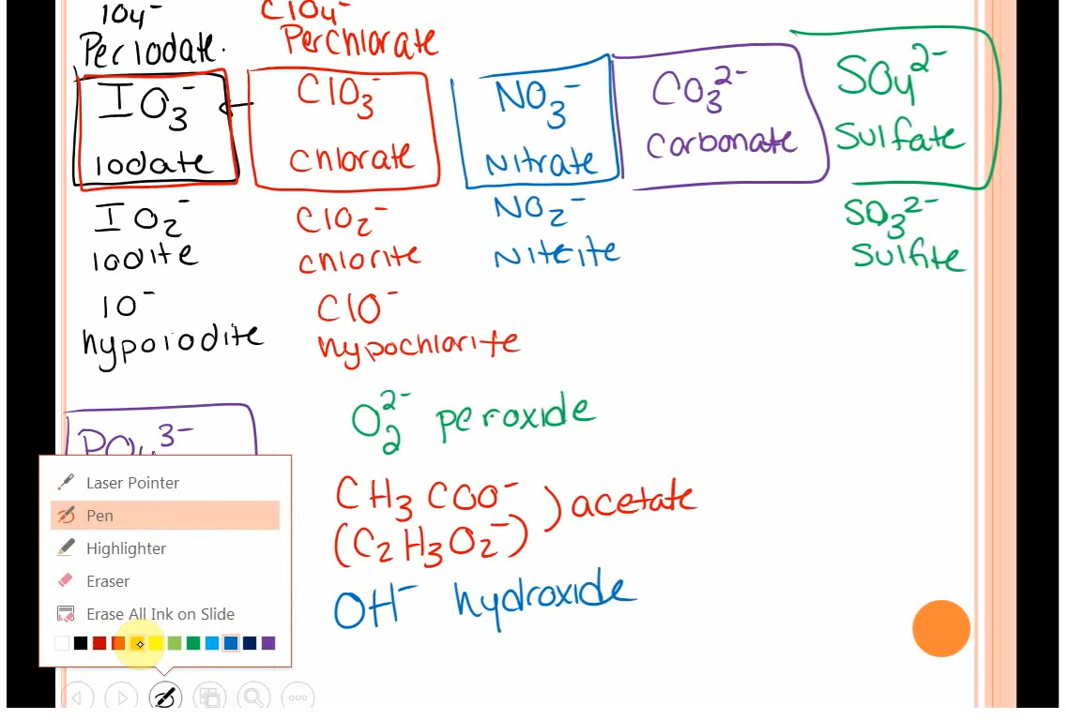 IO4⁻ ClO4⁻
Periodate. Perchlorate
IO3⁻ ClO3⁻ NO3⁻ CO3²⁻ SO4²⁻
Iodate Chlorate Nitrate Carbonate Sulfate
IO2⁻ ClO2⁻ NO2⁻ SO3²⁻
Iodite chlorite Nitrite Sulfite
IO⁻ ClO⁻
hypoiodite hypochlorite
O2²⁻ peroxide
PO4³⁻
CH3COO⁻ ) acetate
(C2H3O2⁻)
OH⁻ hydroxide
Laser Pointer
Pen
Highlighter
Eraser
Erase All Ink on Slide